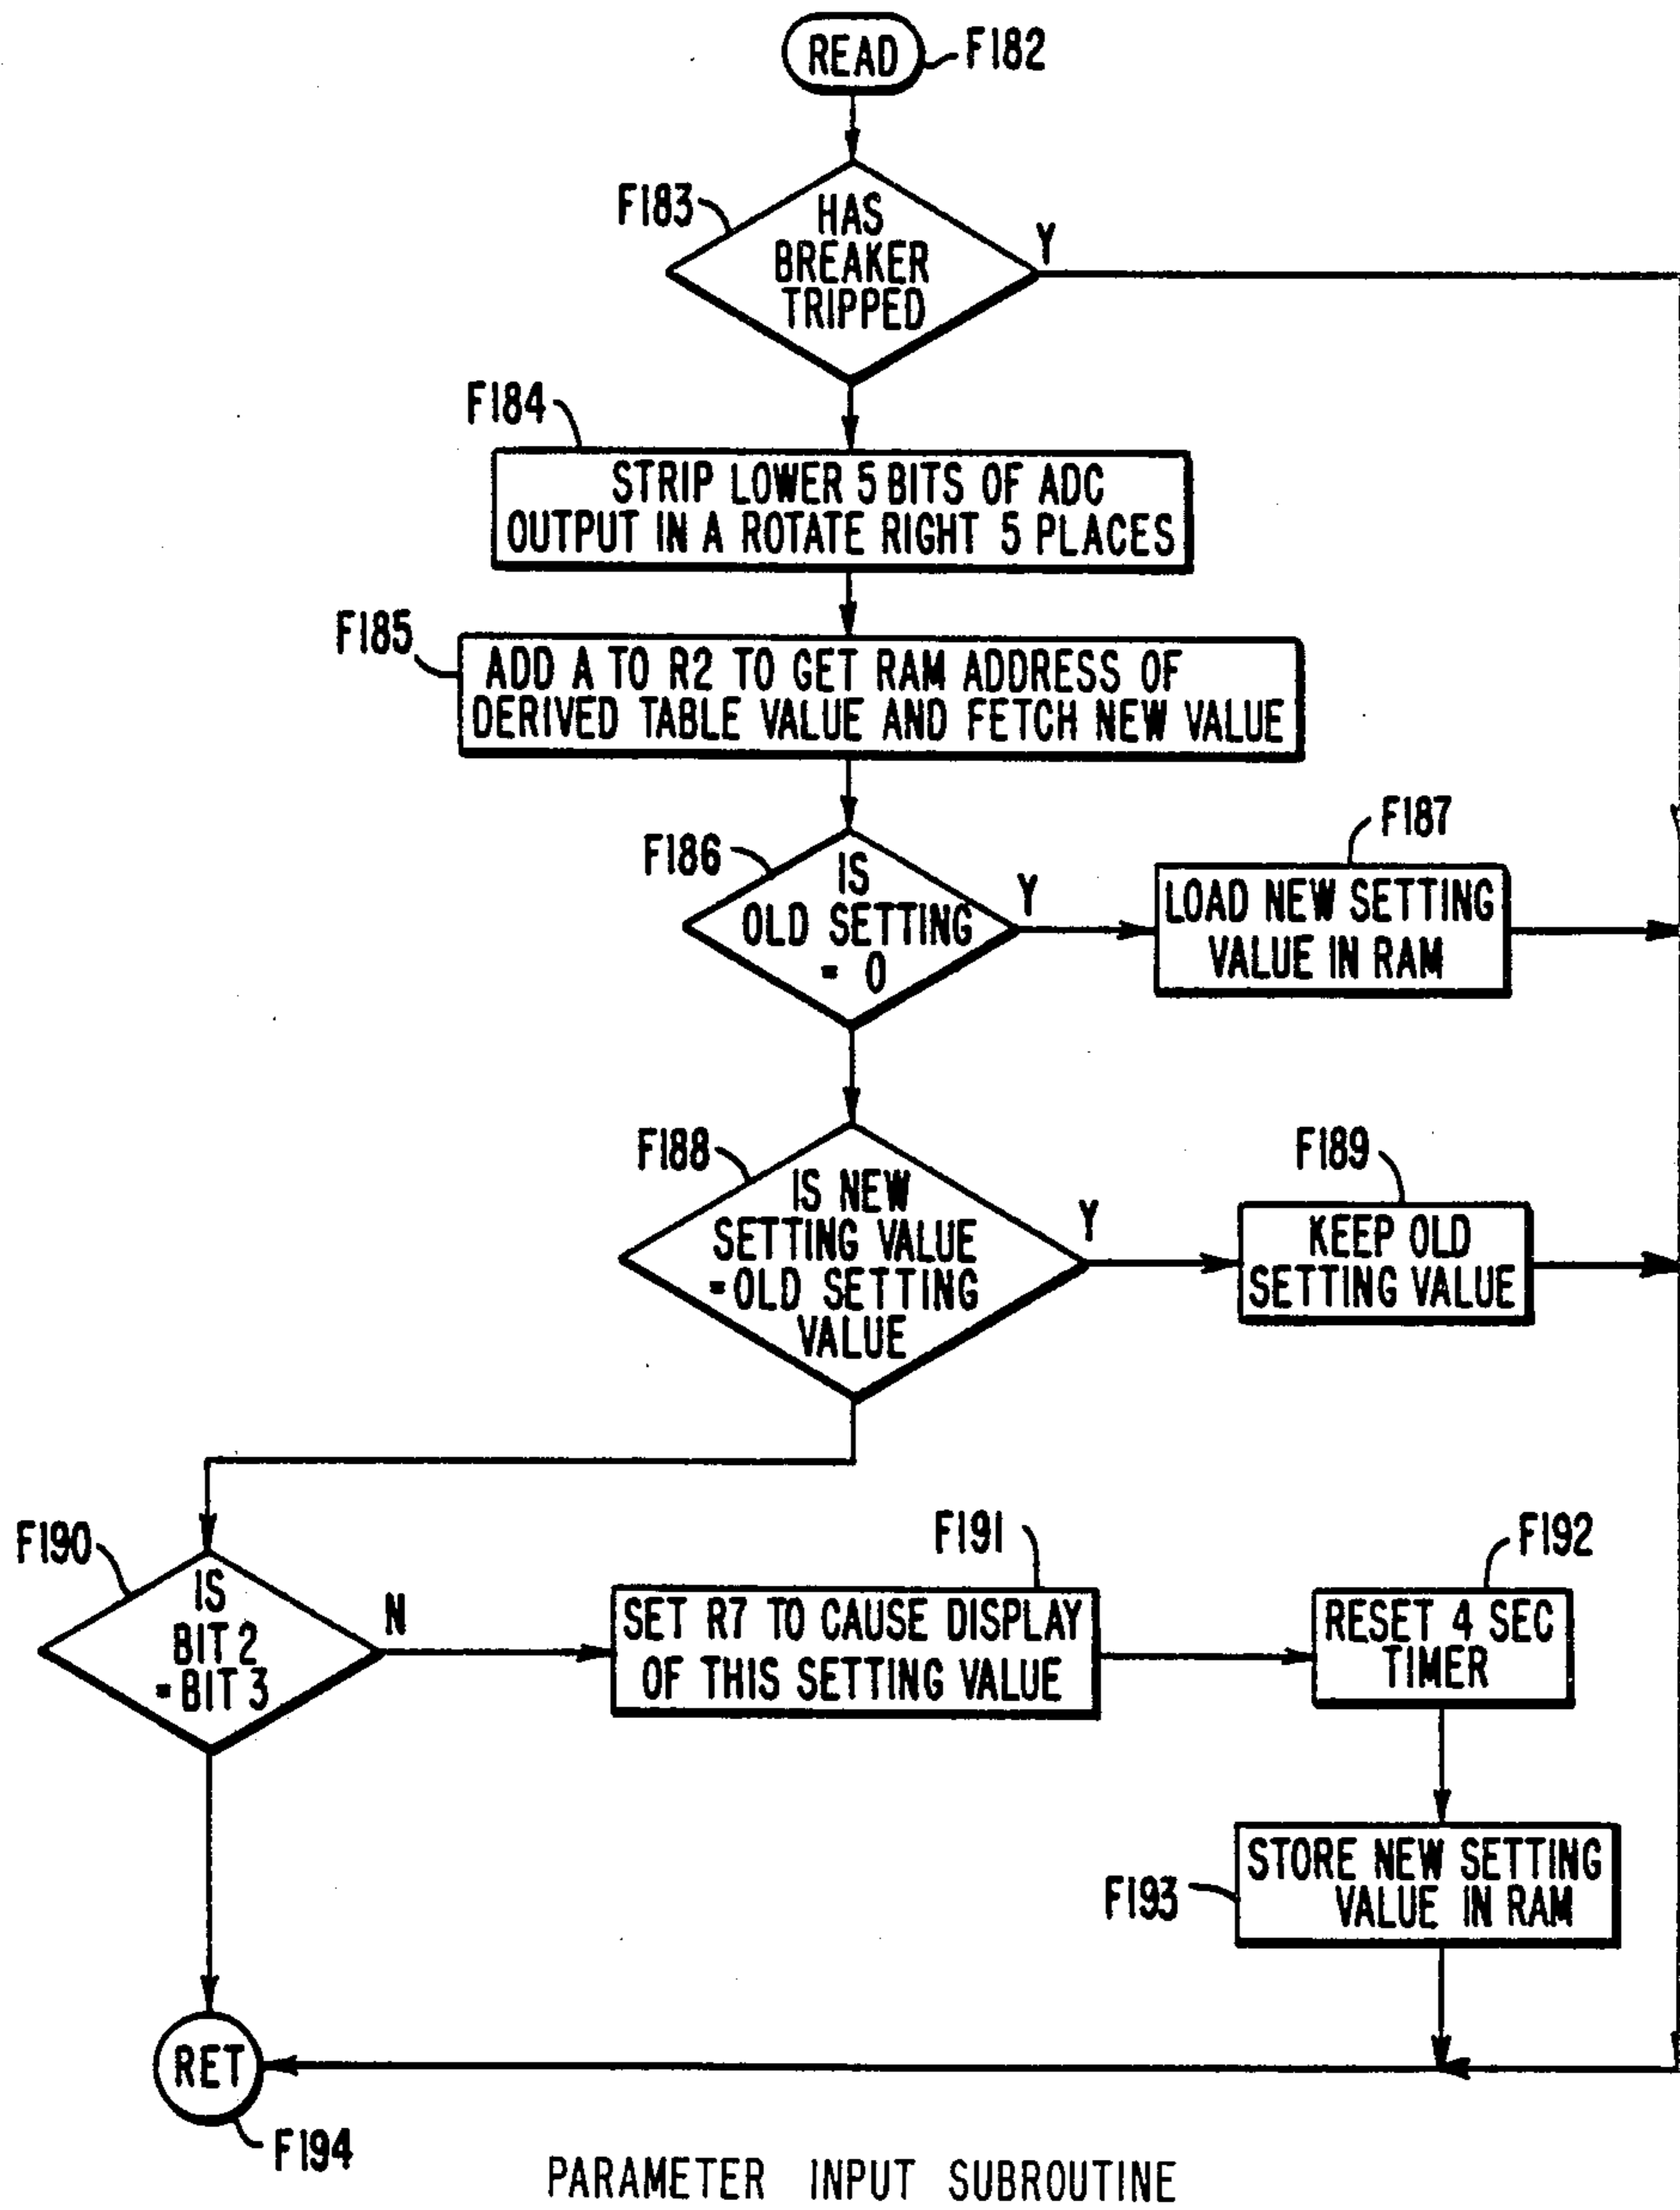 READ
F182
F183
HAS
BREAKER
TRIPPED
Y
F184
STRIP LOWER 5 BITS OF ADC
OUTPUT IN A ROTATE RIGHT 5 PLACES
F185
ADD A TO R2 TO GET RAM ADDRESS OF
DERIVED TABLE VALUE AND FETCH NEW VALUE
F186
IS
OLD SETTING
= 0
Y
F187
LOAD NEW SETTING
VALUE IN RAM
F188
IS NEW
SETTING VALUE
=OLD SETTING
VALUE
Y
F189
KEEP OLD
SETTING VALUE
F190
IS
BIT 2
=BIT 3
N
F191
SET R7 TO CAUSE DISPLAY
OF THIS SETTING VALUE
F192
RESET 4 SEC
TIMER
F193
STORE NEW SETTING
VALUE IN RAM
RET
F194
PARAMETER INPUT SUBROUTINE